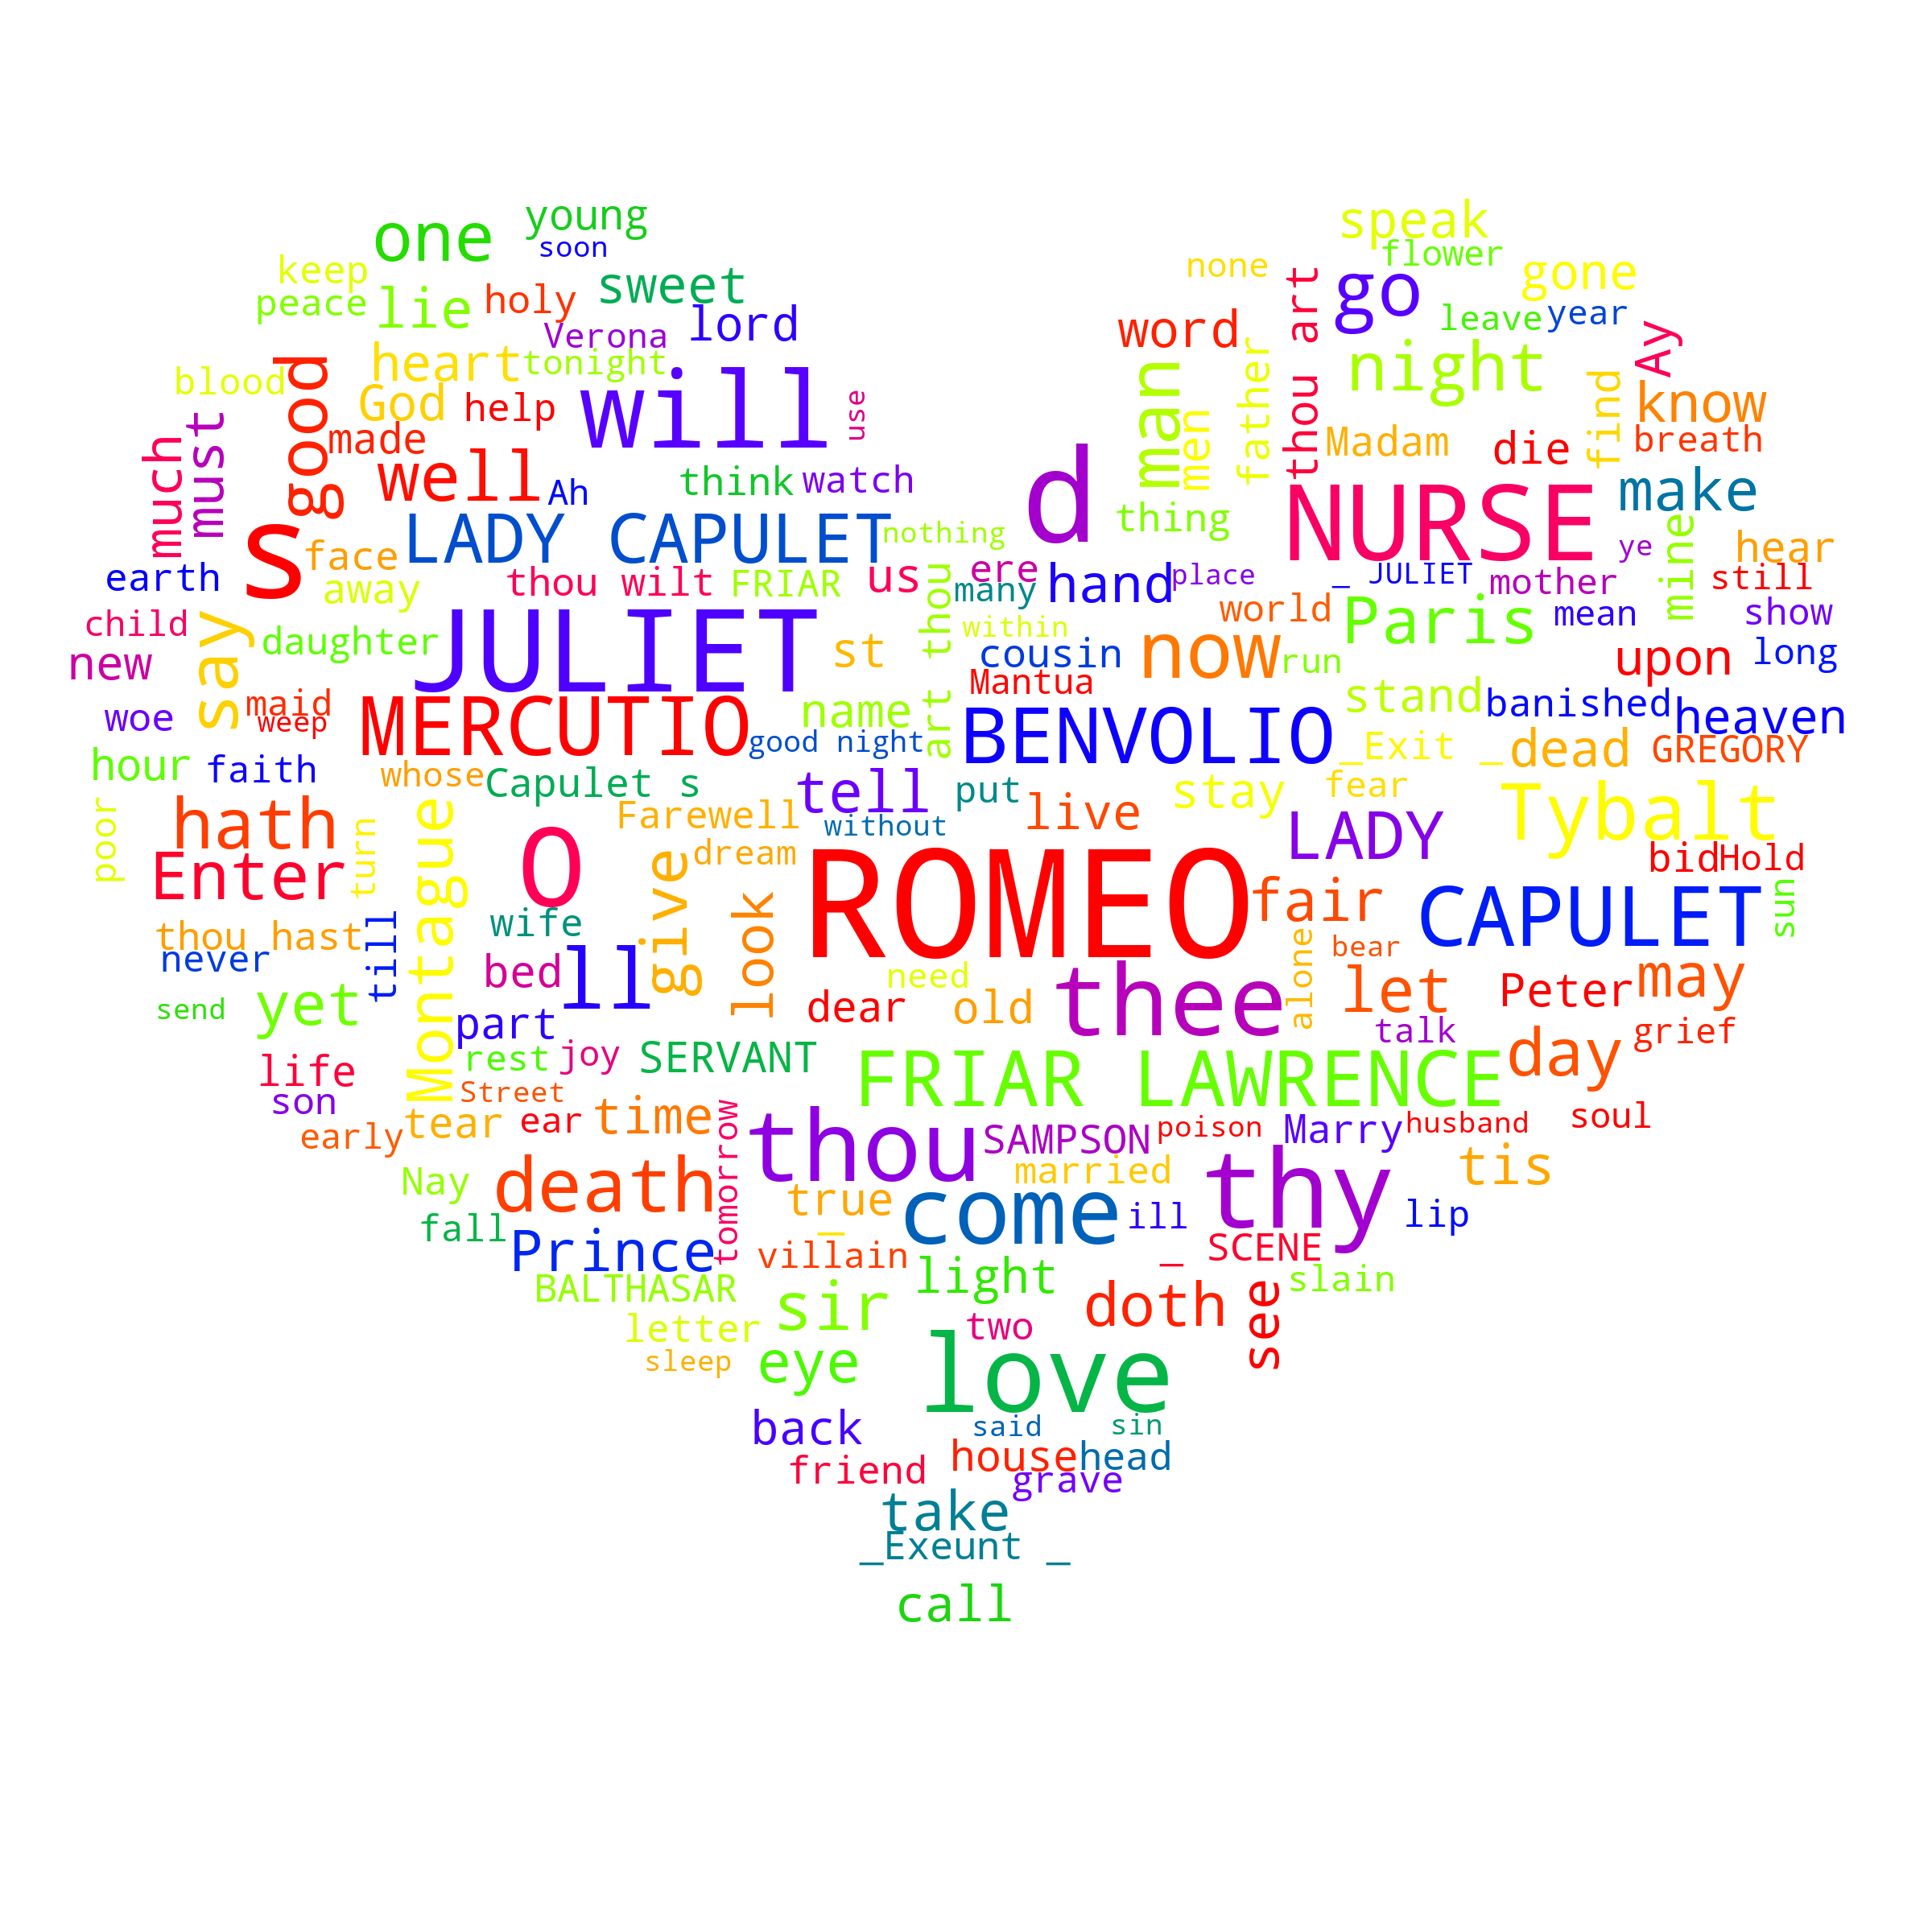 young
one
soon
speak
flower
keep
sweet
none
gone
peace
lie
holy
go
Verona
lord
word
leave
year
thou art
Ay
heart
tonight
father
night
blood
good
God
help
will
use
man
men
find
know
made
Madam
die
breath
much
must
well
Ah
think
watch
d
thing
NURSE
make
s
face
LADY CAPULET
nothing
ye
mine
hear
earth
away
thou wilt
FRIAR
us
ere
many
hand
place
_ JULIET
mother
still
child
say
daughter
JULIET
st
art thou
within
world
Paris
mean
show
new
cousin
now
run
upon
long
maid
weep
Mantua
stand
banished
heaven
woe
MERCUTIO
name
good night
BENVOLIO
_Exit _
dead
GREGORY
hour
faith
whose
Capulet s
tell
put
live
stay
fear
Tybalt
poor
hath
turn
Montague
Farewell
without
LADY
Enter
O
give
dream
ROMEO
bid
Hold
thou hast
wife
look
fair
CAPULET
sun
never
till
bed
ll
need
alone
bear
send
yet
part
dear
old
thee
let
Peter
may
life
rest
joy
SERVANT
talk
grief
son
Street
FRIAR LAWRENCE
day
early
tear
ear
time
tomorrow
thou
SAMPSON
poison
Marry
husband
soul
Nay
death
married
thy
tis
fall
true _
come
ill
lip
Prince
villain
_ SCENE
BALTHASAR
sir
light
doth
see
slain
letter
two
sleep
eye
love
back
said
sin
friend
house
head
grave
take
_Exeunt _
call